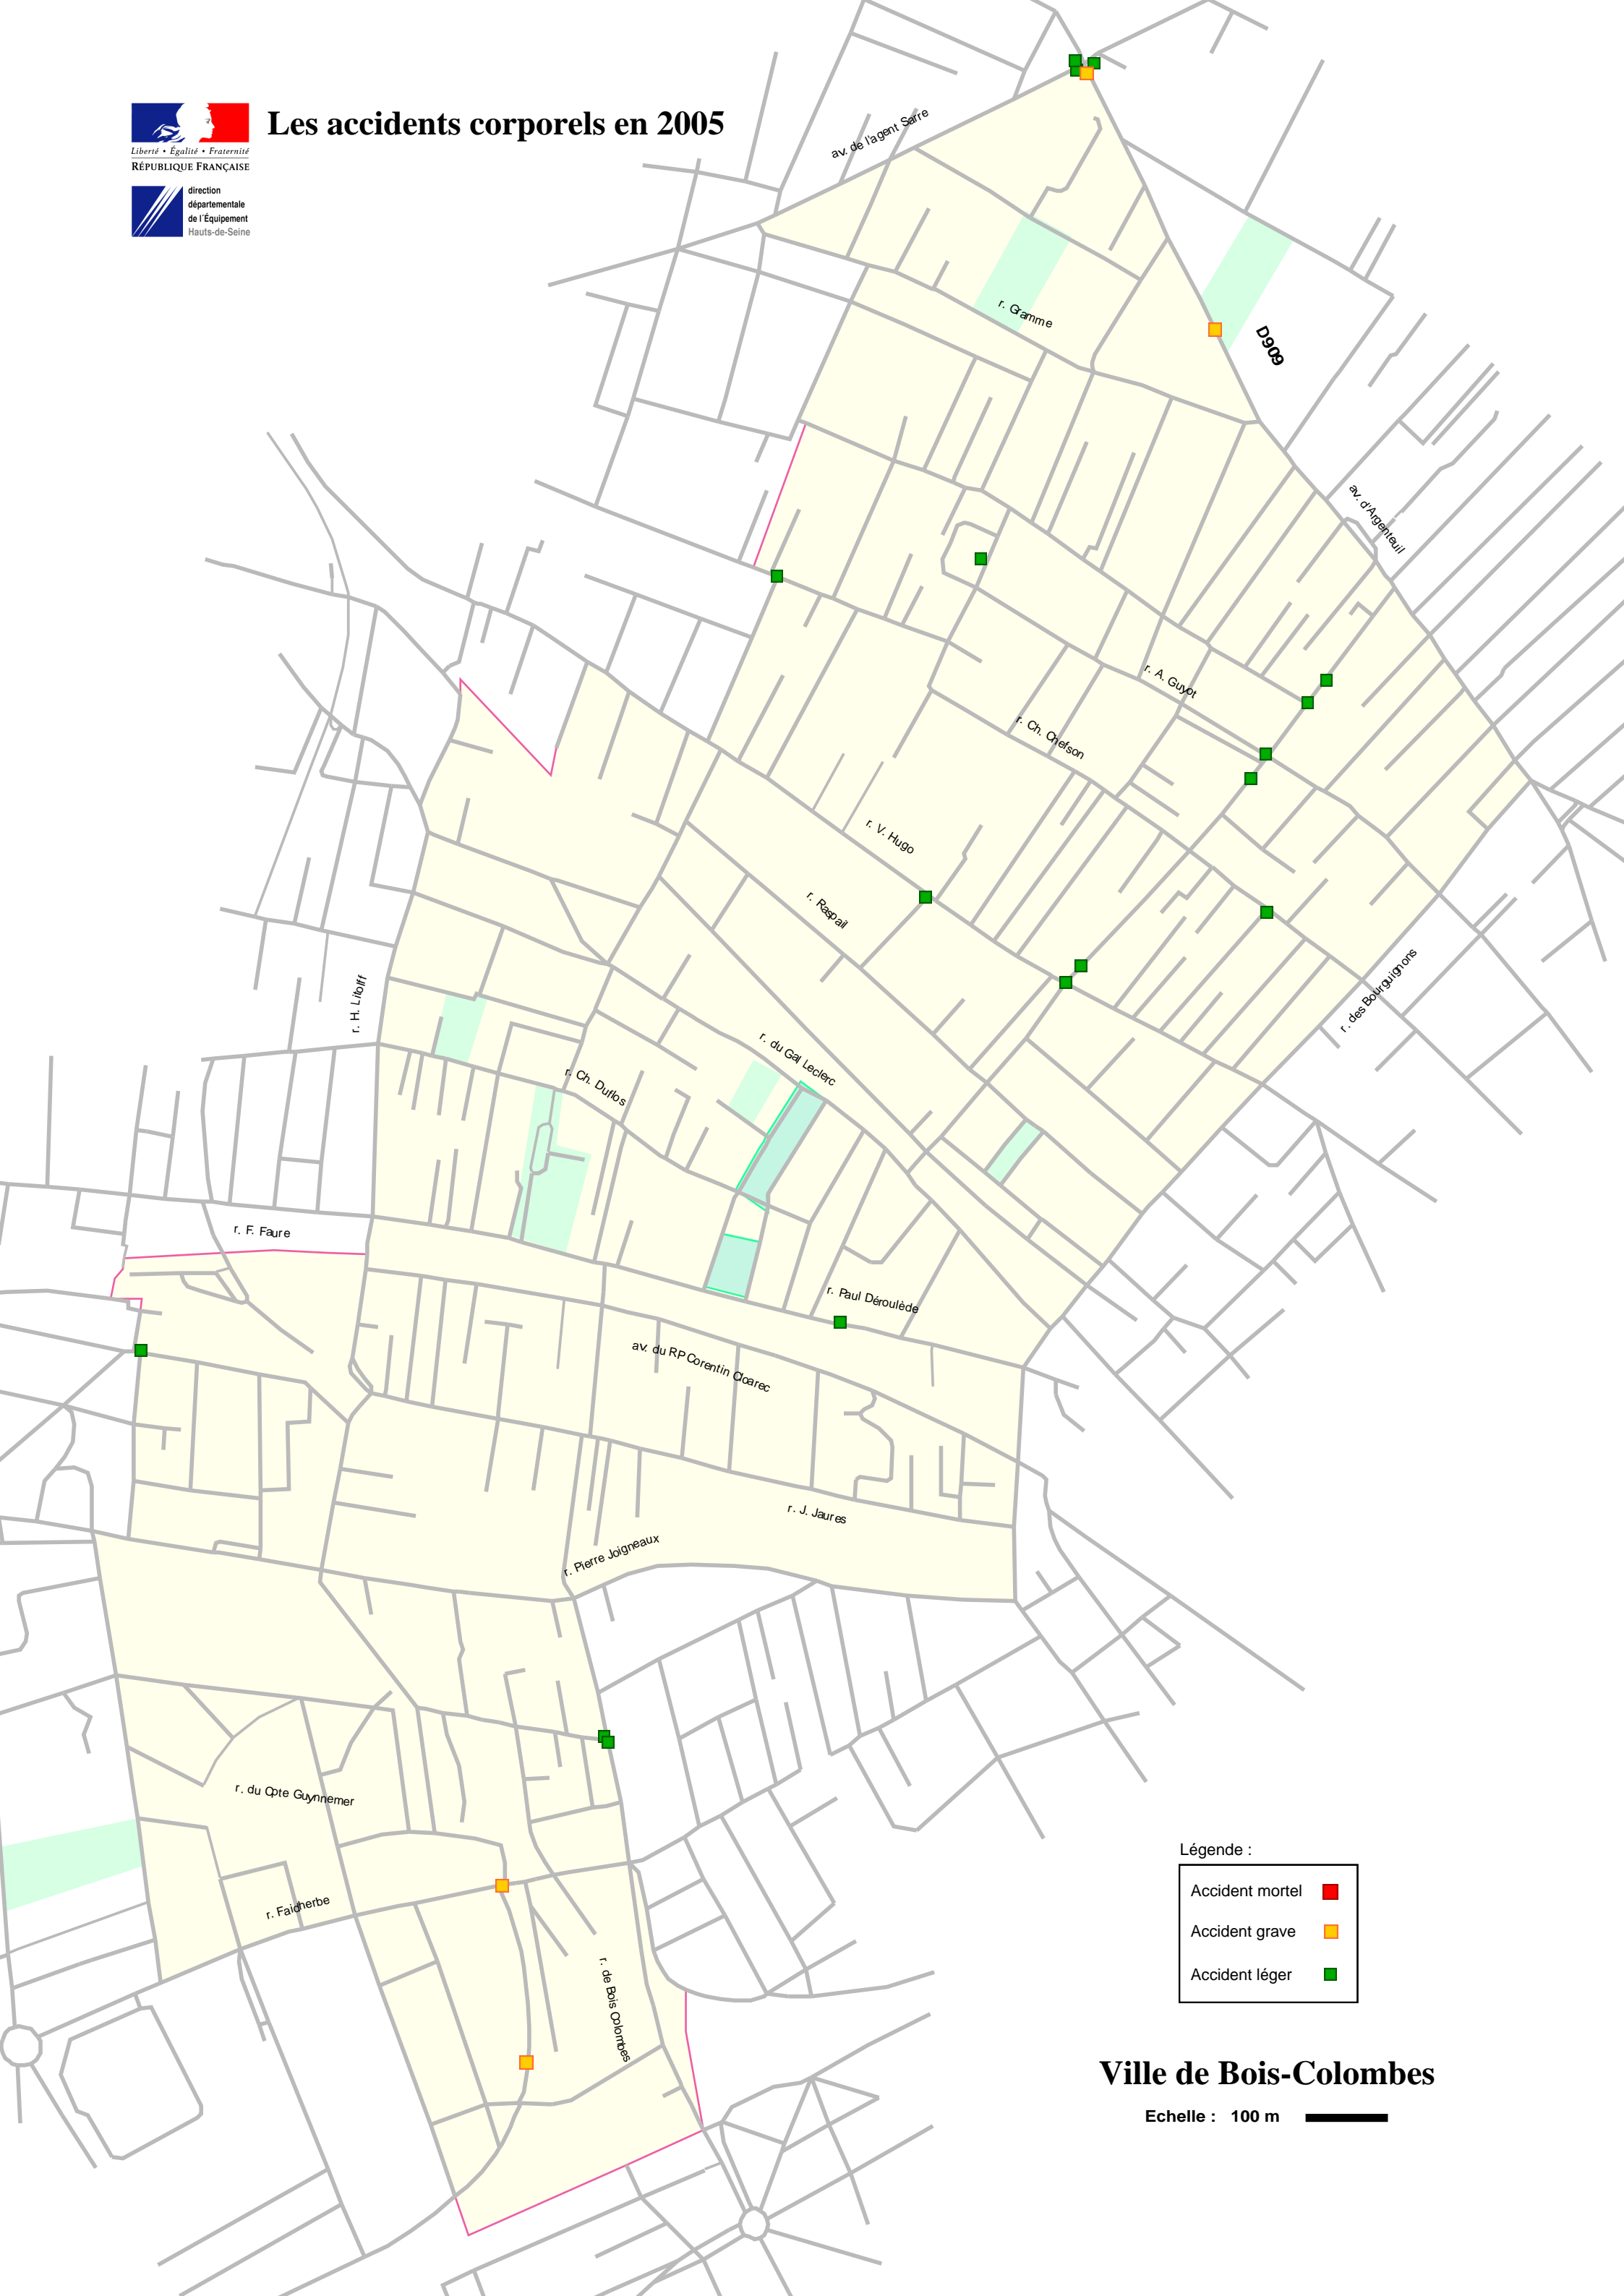 Les accidents corporels en 2005
Liberté • Égalité • Fraternité
RÉPUBLIQUE FRANÇAISE
direction
départementale
de l'Équipement
Hauts-de-Seine
av. de l'agent Sarre
r. Gramme
D909
av. d'Argenteuil
r. A. Guyot
r. Ch. Chefson
r. V. Hugo
r. Raspail
r. des Bourguignons
r. H. Litolff
r. du Gal Leclerc
r. Ch. Duflos
r. F. Faure
r. Paul Déroulède
av. du RP Corentin Cloarec
r. J. Jaures
r. Pierre Joigneaux
r. du Cpte Guynnemer
r. Faidherbe
r. de Bois Colombes
Légende :
Accident mortel
Accident grave
Accident léger
Ville de Bois-Colombes
Echelle : 100 m